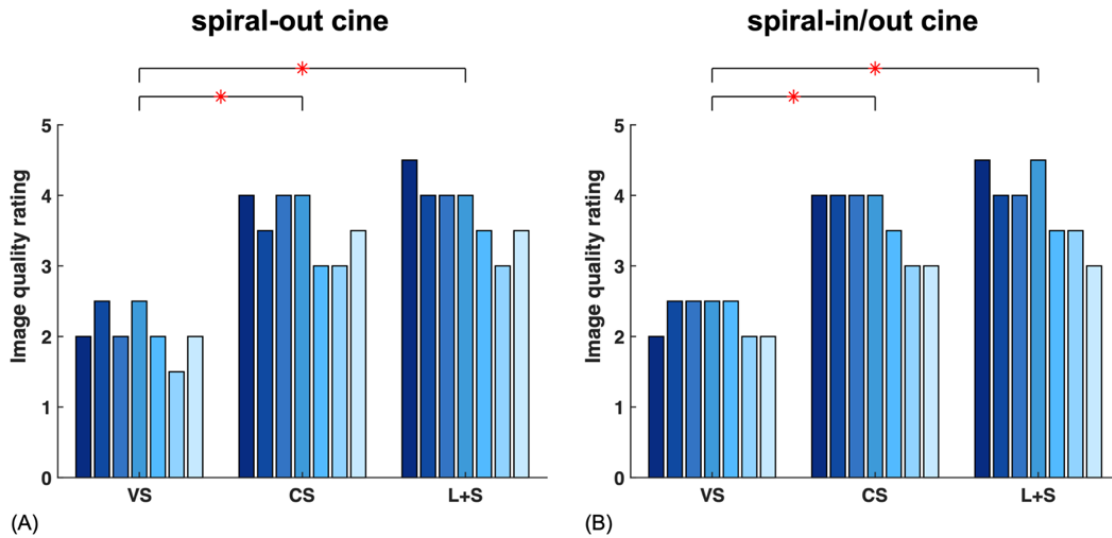 spiral-out cine
Image quality rating
5
4
3
2
1
0
VS CS L+S
(A)
spiral-in/out cine
Image quality rating
5
4
3
2
1
0
VS CS L+S
(B)